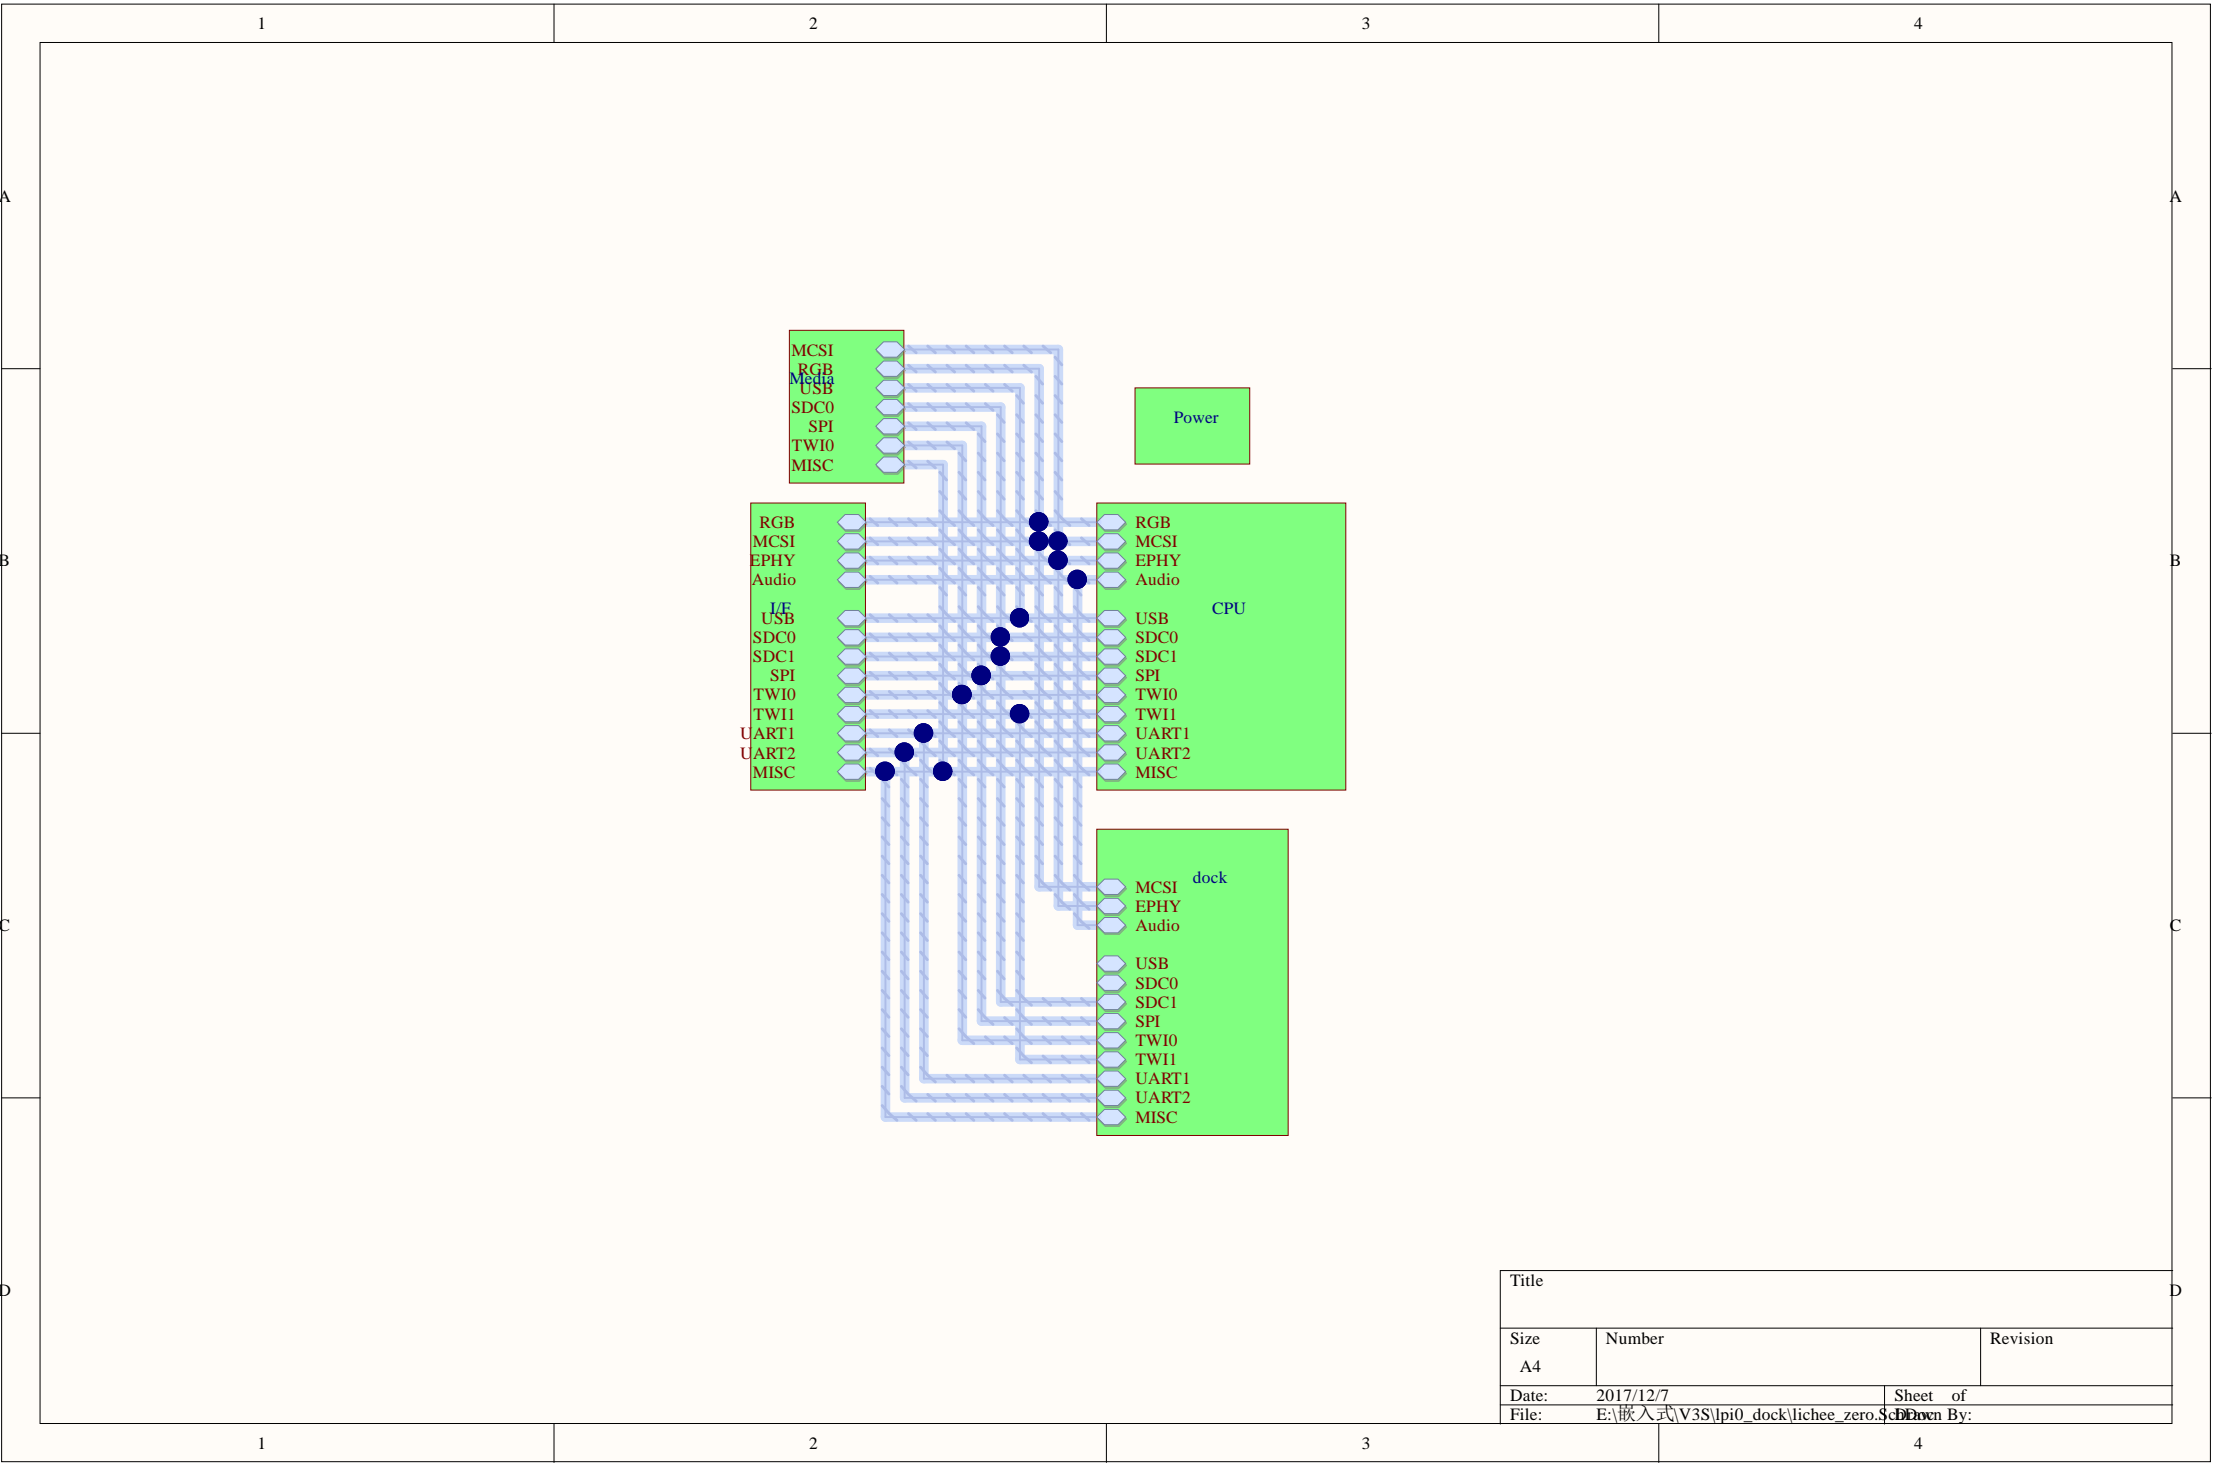 1 2 3 4
A A
MCSI
RGB
Media
USB
SDC0
SPI
TWI0
MISC
Power
RGB
MCSI
EPHY
Audio
I/F
USB
SDC0
SDC1
SPI
TWI0
TWI1
UART1
UART2
MISC
RGB
MCSI
EPHY
Audio
CPU
USB
SDC0
SDC1
SPI
TWI0
TWI1
UART1
UART2
MISC
B B
dock
MCSI
EPHY
Audio
USB
SDC0
SDC1
SPI
TWI0
TWI1
UART1
UART2
MISC
C C
D D
Title
Size Number Revision
A4
Date: 2017/12/7 Sheet of
File: E:\嵌入式\V3S\lpi0_dock\lichee_zero.SchDoc Drawn By:
1 2 3 4